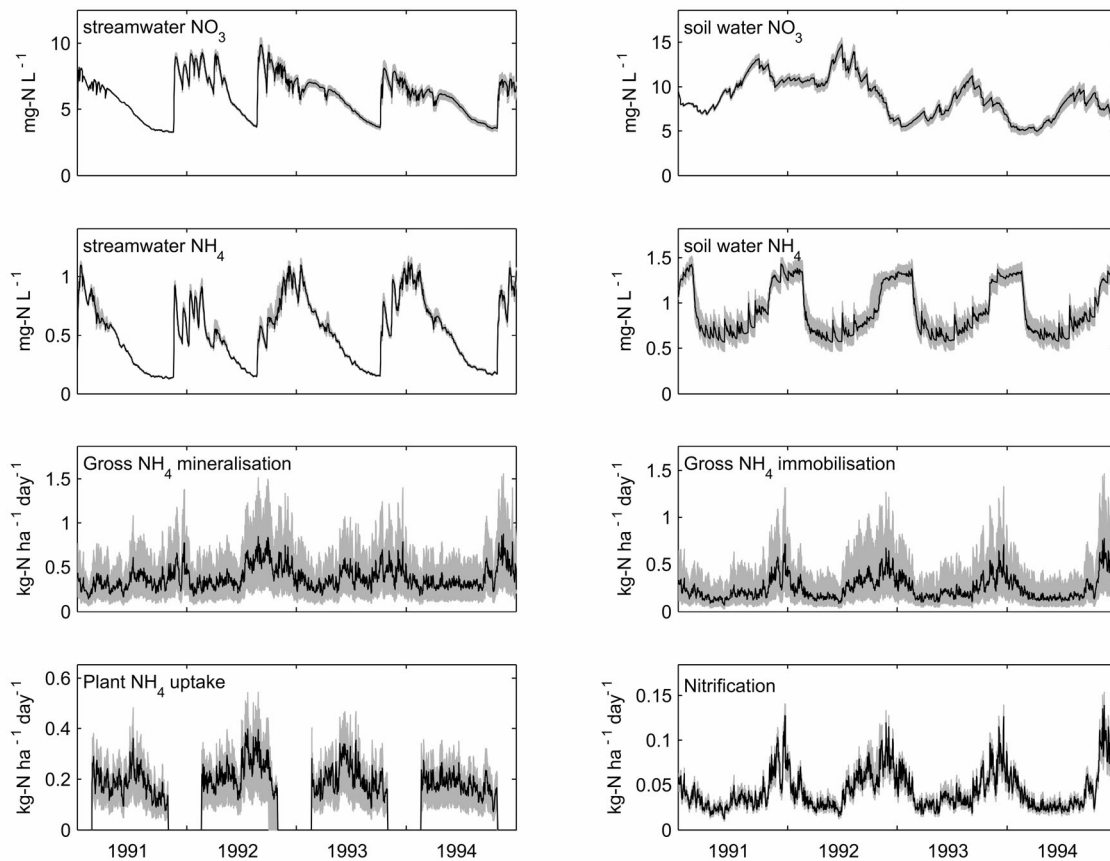 streamwater NO3
mg-N L-1
10
5
0
soil water NO3
mg-N L-1
15
10
5
0
streamwater NH4
mg-N L-1
1
0.5
0
soil water NH4
mg-N L-1
1.5
1
0.5
0
Gross NH4 mineralisation
kg-N ha-1 day-1
1.5
1
0.5
0
Gross NH4 immobilisation
kg-N ha-1 day-1
1.5
1
0.5
0
Plant NH4 uptake
kg-N ha-1 day-1
0.6
0.4
0.2
0
1991 1992 1993 1994
Nitrification
kg-N ha-1 day-1
0.15
0.1
0.05
0
1991 1992 1993 1994